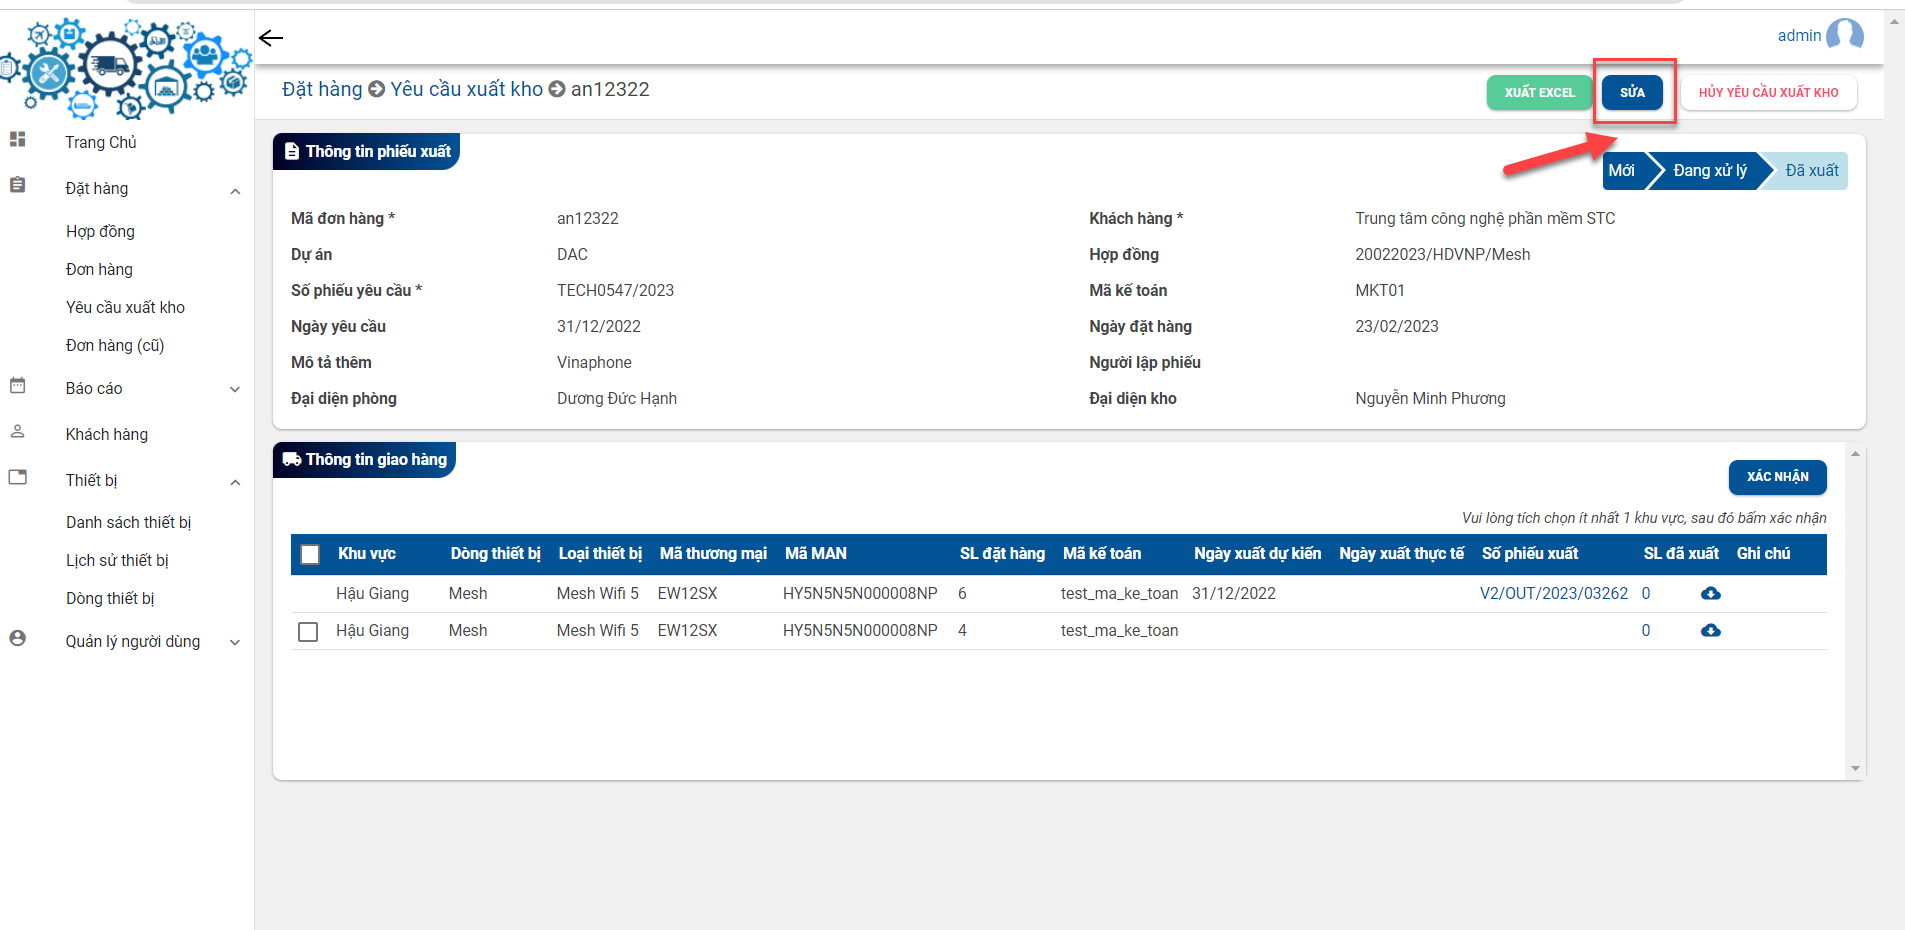 admin
Đặt hàng Yêu cầu xuất kho an12322
XUẤT EXCEL SỬA HỦY YÊU CẦU XUẤT KHO
Trang Chủ
Đặt hàng
Hợp đồng
Đơn hàng
Yêu cầu xuất kho
Đơn hàng (cũ)
Báo cáo
Khách hàng
Thiết bị
Danh sách thiết bị
Lịch sử thiết bị
Dòng thiết bị
Quản lý người dùng
Thông tin phiếu xuất
Mới Đang xử lý Đã xuất
Mã đơn hàng * an12322 Khách hàng * Trung tâm công nghệ phần mềm STC
Dự án DAC Hợp đồng 20022023/HDVNP/Mesh
Số phiếu yêu cầu * TECH0547/2023 Mã kế toán MKT01
Ngày yêu cầu 31/12/2022 Ngày đặt hàng 23/02/2023
Mô tả thêm Vinaphone Người lập phiếu
Đại diện phòng Dương Đức Hạnh Đại diện kho Nguyễn Minh Phương
Thông tin giao hàng
XÁC NHẬN
Vui lòng tích chọn ít nhất 1 khu vực, sau đó bấm xác nhận
Khu vực Dòng thiết bị Loại thiết bị Mã thương mại Mã MAN SL đặt hàng Mã kế toán Ngày xuất dự kiến Ngày xuất thực tế Số phiếu xuất SL đã xuất Ghi chú
Hậu Giang Mesh Mesh Wifi 5 EW12SX HY5N5N5N000008NP 6 test_ma_ke_toan 31/12/2022 V2/OUT/2023/03262 0
Hậu Giang Mesh Mesh Wifi 5 EW12SX HY5N5N5N000008NP 4 test_ma_ke_toan 0